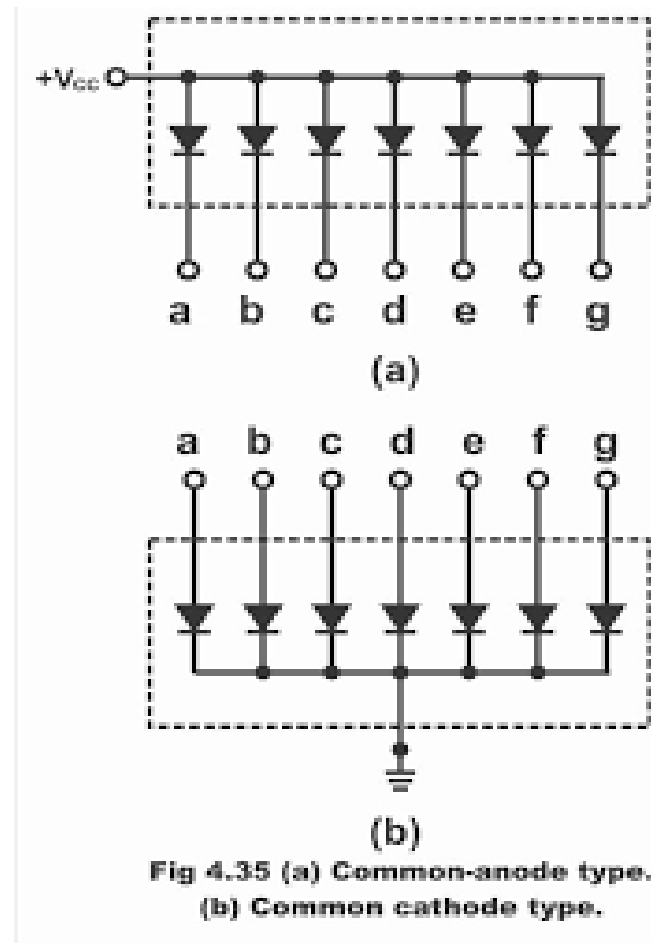 +Vcc
a b c d e f g
(a)
a b c d e f g
(b)
Fig 4.35 (a) Common-anode type.
(b) Common cathode type.